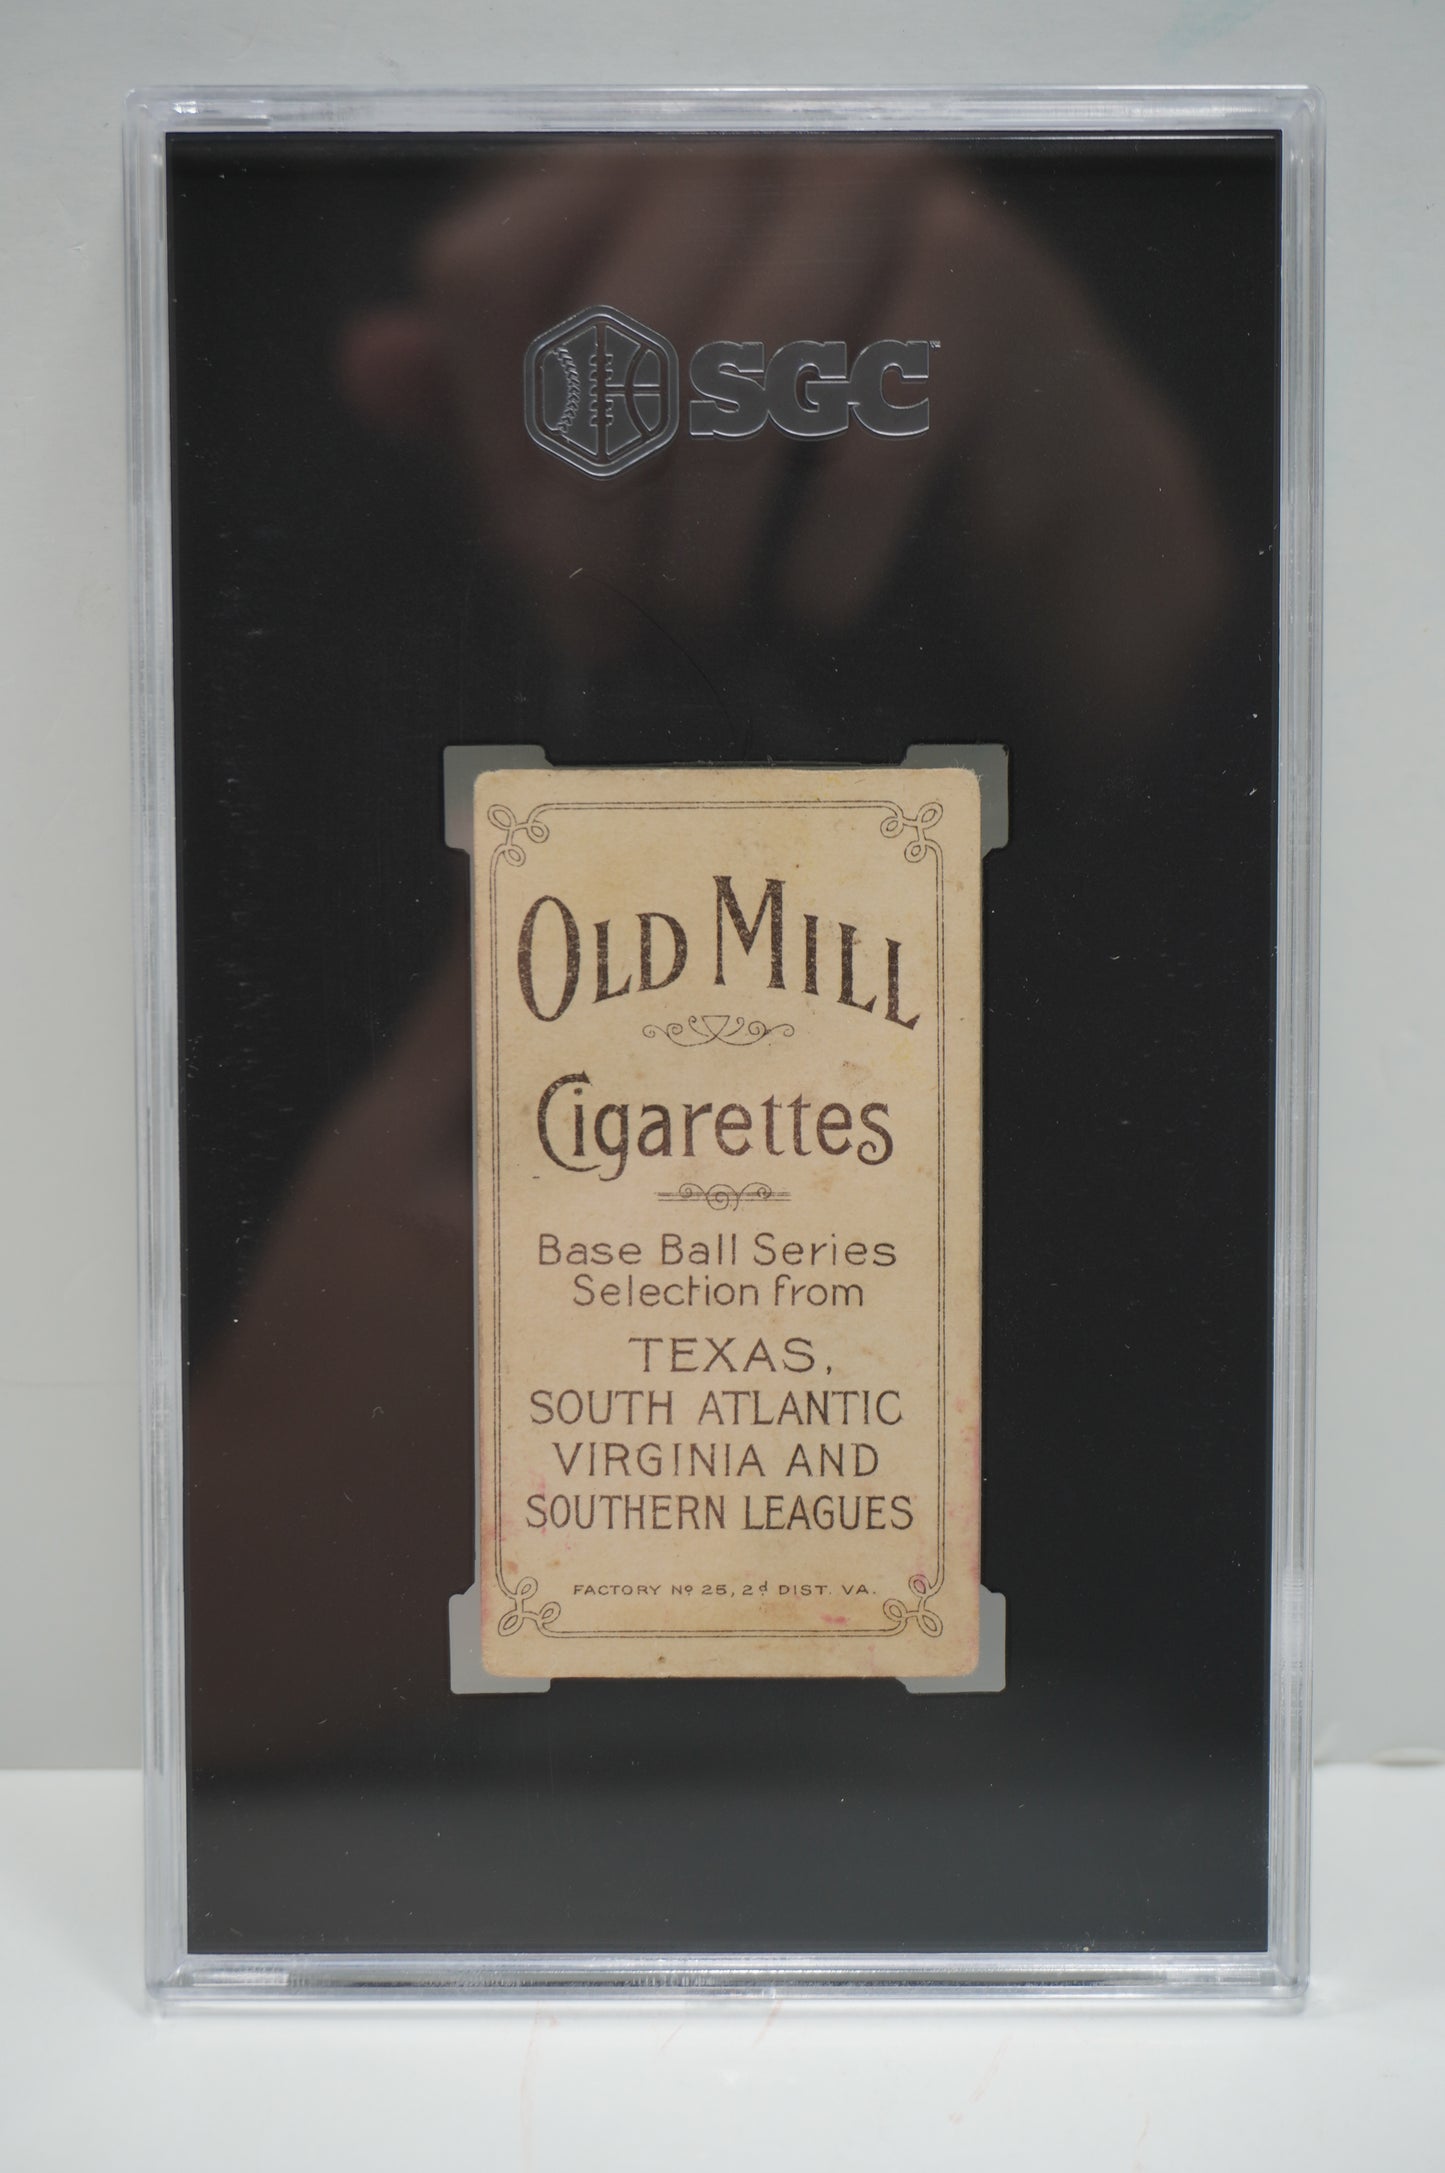 SGC™
OLD MILL
Cigarettes
Base Ball Series
Selection from
TEXAS,
SOUTH ATLANTIC
VIRGINIA AND
SOUTHERN LEAGUES
FACTORY Nº 25, 2d DIST. VA.